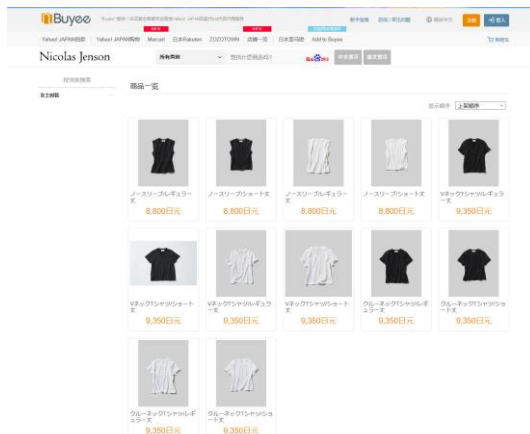 Buyee
新手指南
简体中文
登入
Yahoo! JAPAN拍卖 Yahoo! JAPAN购物 Mercari 日本Rakuten ZOZOTOWN 店铺一览 日本亚马逊 Add to Buyee
Nicolas Jenson
所有类别
商品一览
显示顺序 上架顺序
ノースリーブ/レギュラー丈
8,800日元
ノースリーブ/ショート丈
8,800日元
ノースリーブ/レギュラー丈
8,800日元
ノースリーブ/ショート丈
8,800日元
VネックTシャツ/レギュラー丈
9,350日元
VネックTシャツ/ショート丈
9,350日元
VネックTシャツ/レギュラー丈
9,350日元
VネックTシャツ/ショート丈
9,350日元
クルーネックTシャツ/レギュラー丈
9,350日元
クルーネックTシャツ/ショート丈
9,350日元
クルーネックTシャツ/レギュラー丈
9,350日元
クルーネックTシャツ/ショート丈
9,350日元